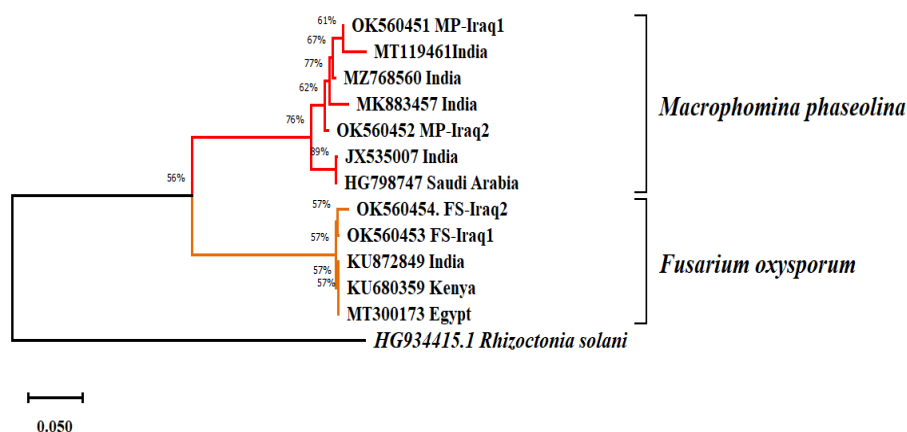 61%
OK560451 MP-Iraq1
67%
MT119461India
77%
MZ768560 India
62%
MK883457 India
Macrophomina phaseolina
76%
OK560452 MP-Iraq2
89%
JX535007 India
HG798747 Saudi Arabia
56%
57%
OK560454. FS-Iraq2
57%
OK560453 FS-Iraq1
57%
KU872849 India
Fusarium oxysporum
57%
KU680359 Kenya
MT300173 Egypt
HG934415.1 Rhizoctonia solani
0.050